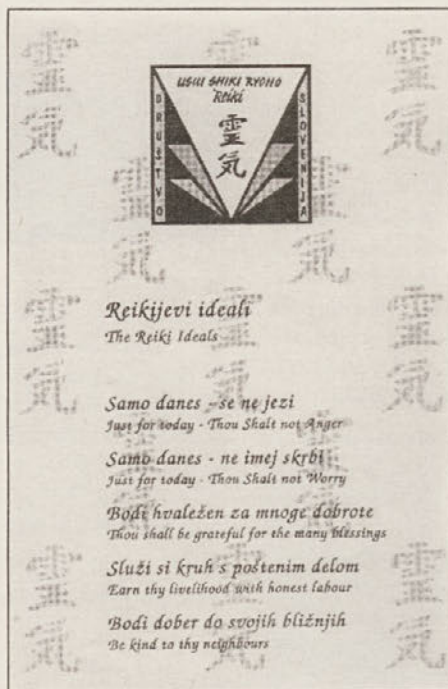 USUI SHIKI RYOHO
Reiki
DRUŠTVO
靈
氣
SLOVENIJA
Reikijevi ideali
The Reiki Ideals
Samo danes - se ne jezi
Just for today - Thou Shalt not Anger
Samo danes - ne imej skrbi
Just for today - Thou Shalt not Worry
Bodi hvaležen za mnoge dobrote
Thou shall be grateful for the many blessings
Služi si kruh s poštenim delom
Earn thy livelihood with honest labour
Bodi dober do svojih bližnjih
Be kind to thy neighbours